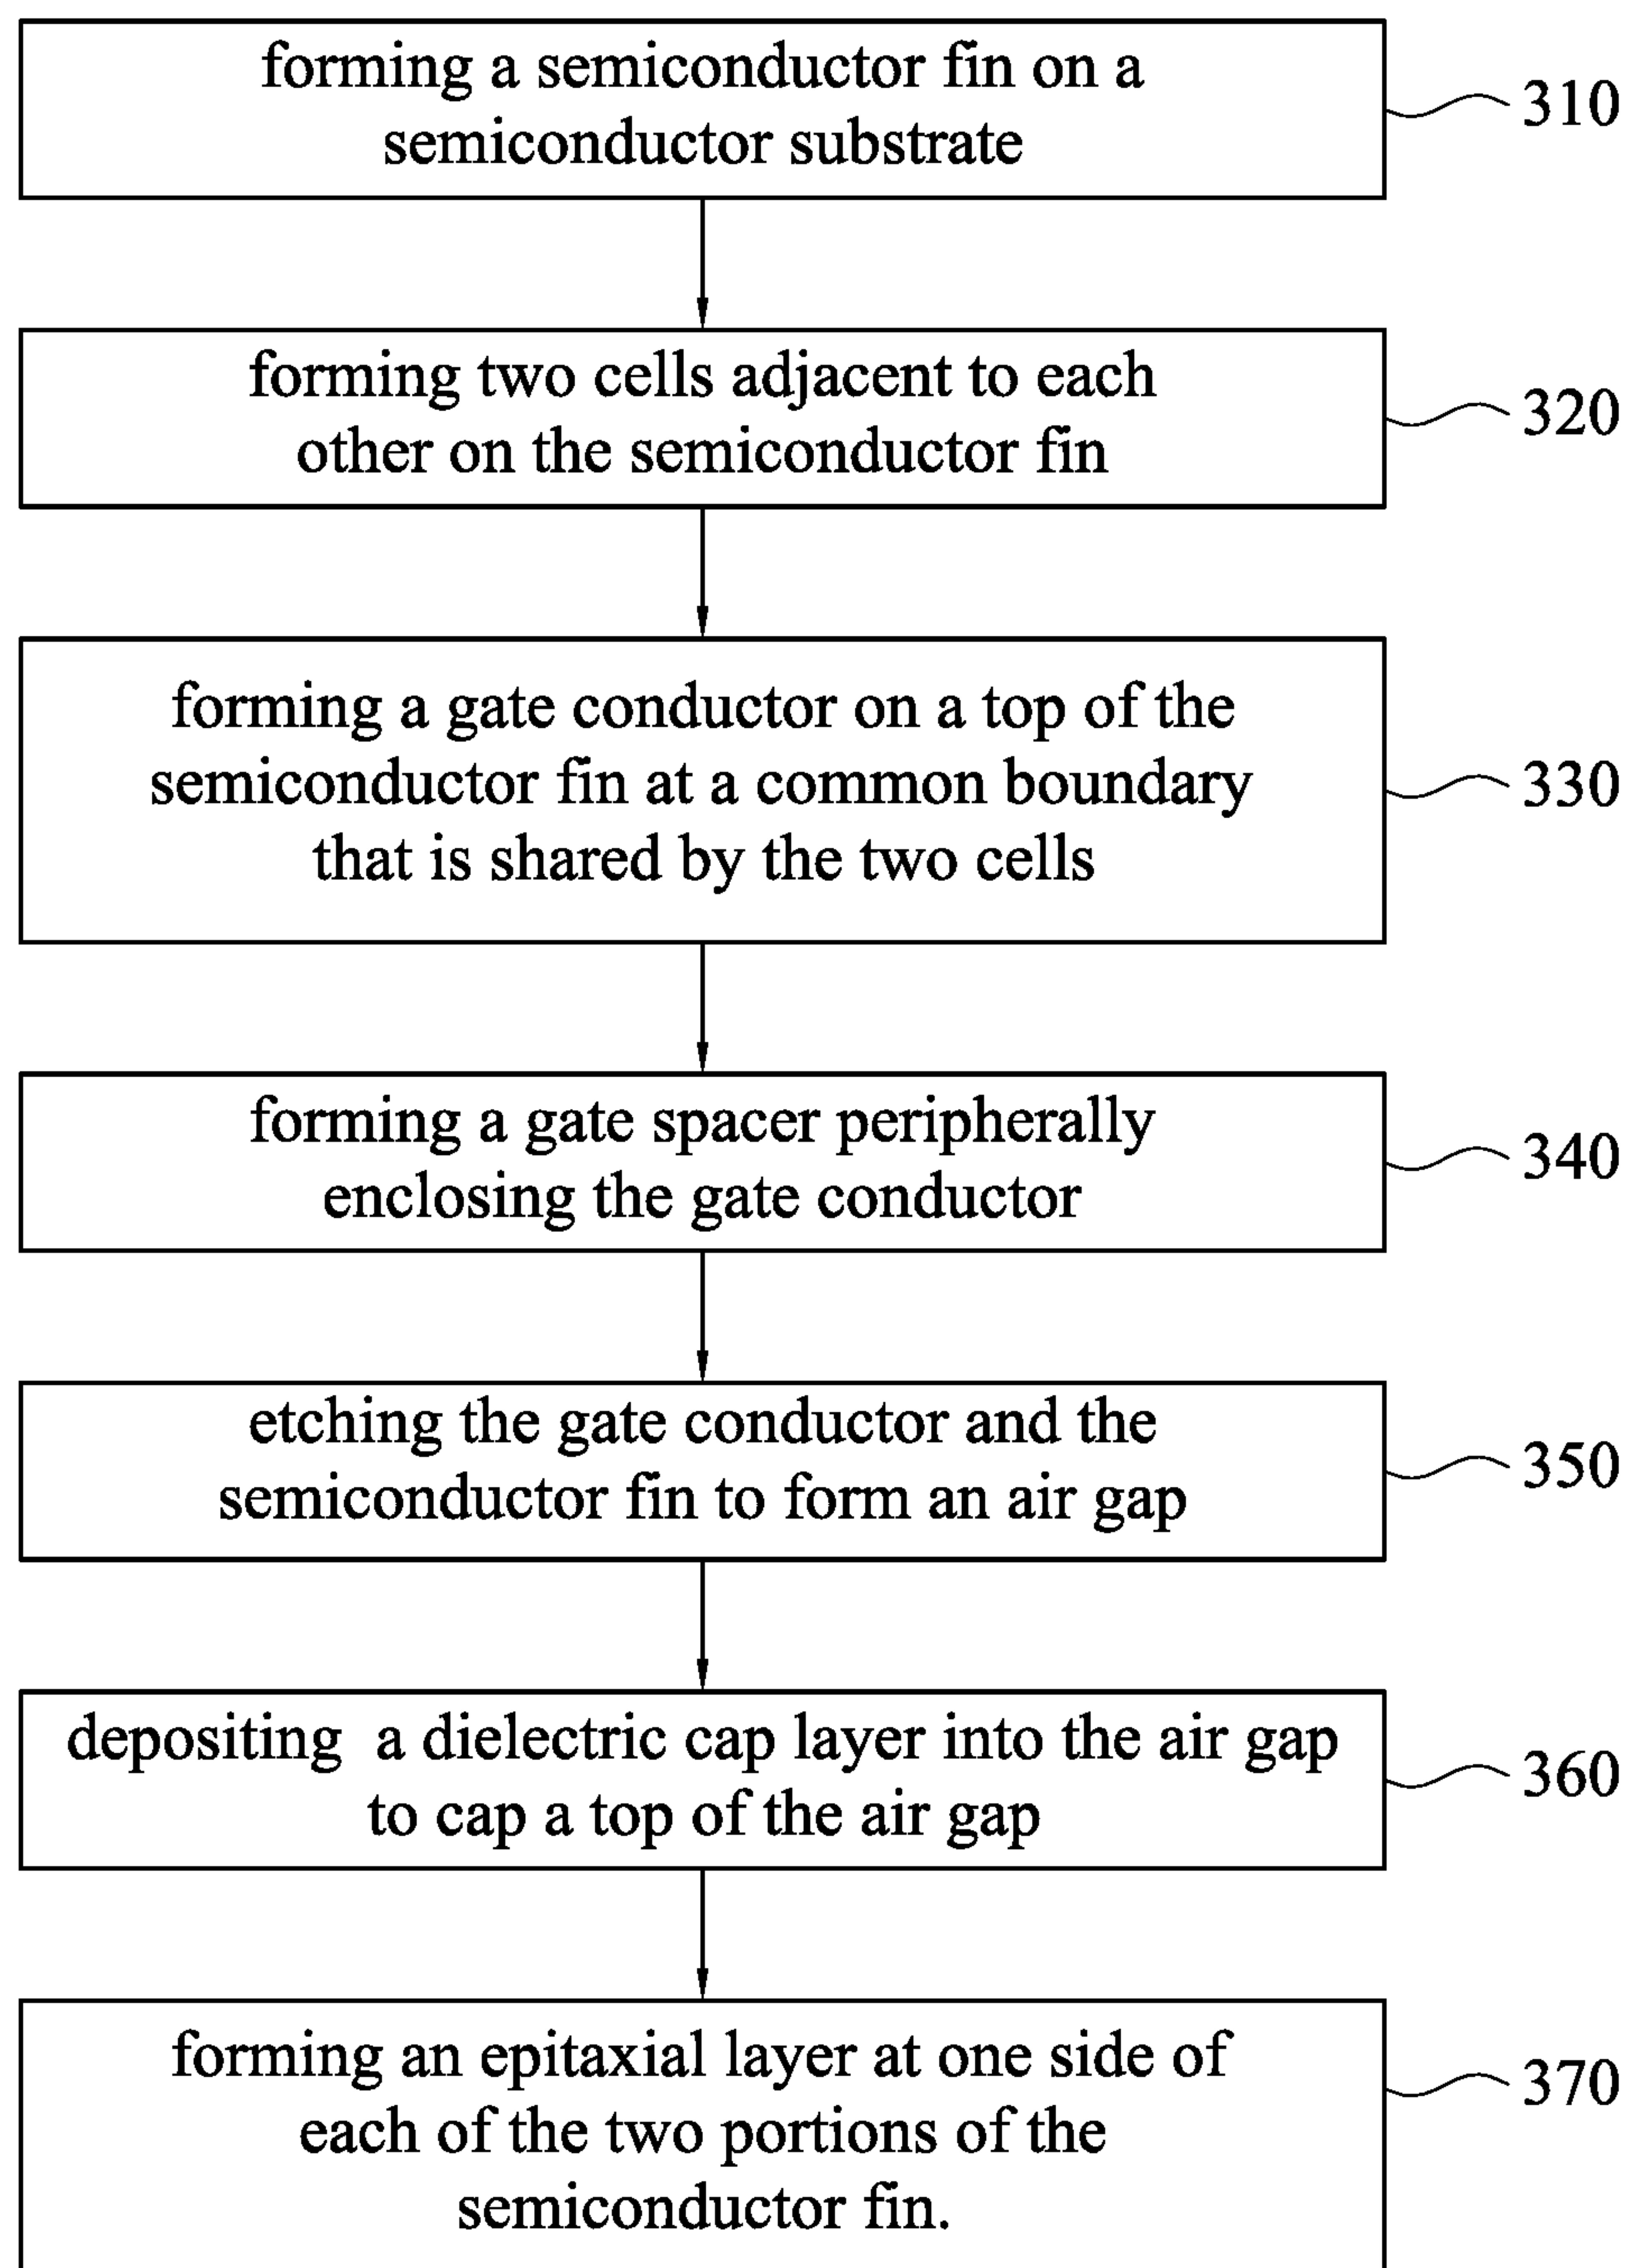 forming a semiconductor fin on a
semiconductor substrate
310
forming two cells adjacent to each
other on the semiconductor fin
320
forming a gate conductor on a top of the
semiconductor fin at a common boundary
that is shared by the two cells
330
forming a gate spacer peripherally
enclosing the gate conductor
340
etching the gate conductor and the
semiconductor fin to form an air gap
350
depositing  a dielectric cap layer into the air gap
to cap a top of the air gap
360
forming an epitaxial layer at one side of
each of the two portions of the
semiconductor fin.
370